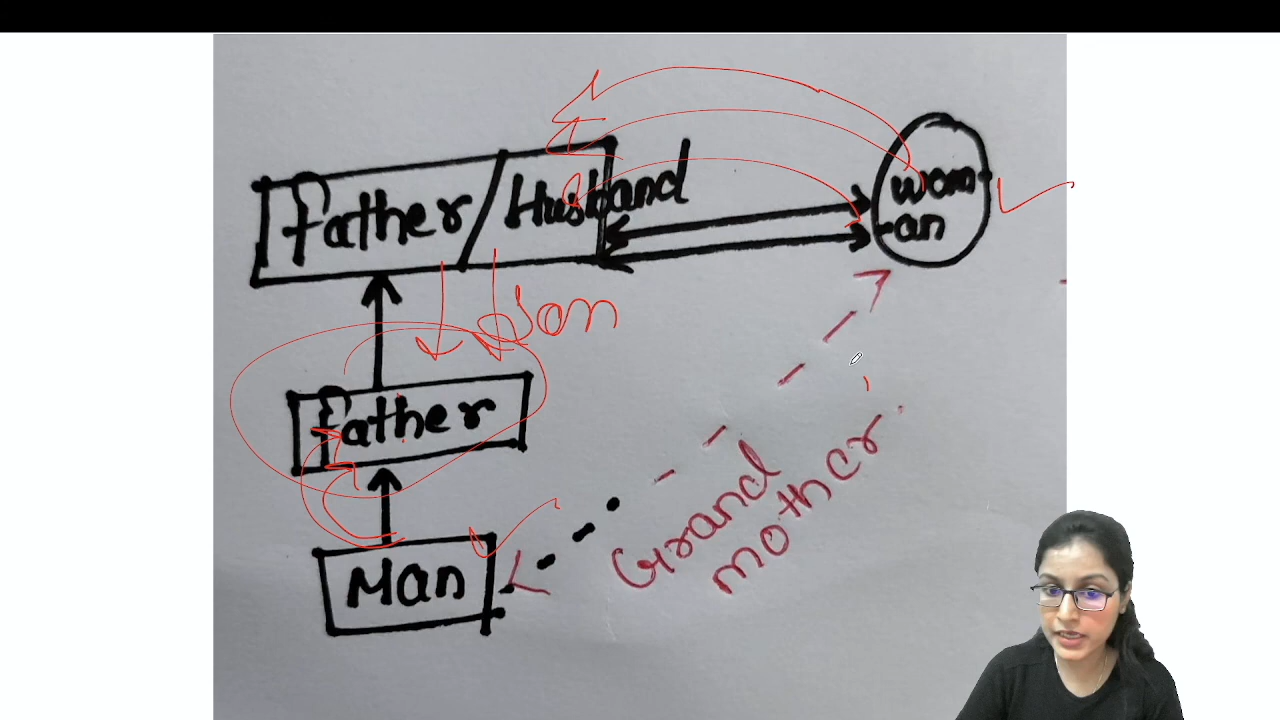 Father/Husband
wom-
-an
Son
Father
Man
Grand
mother